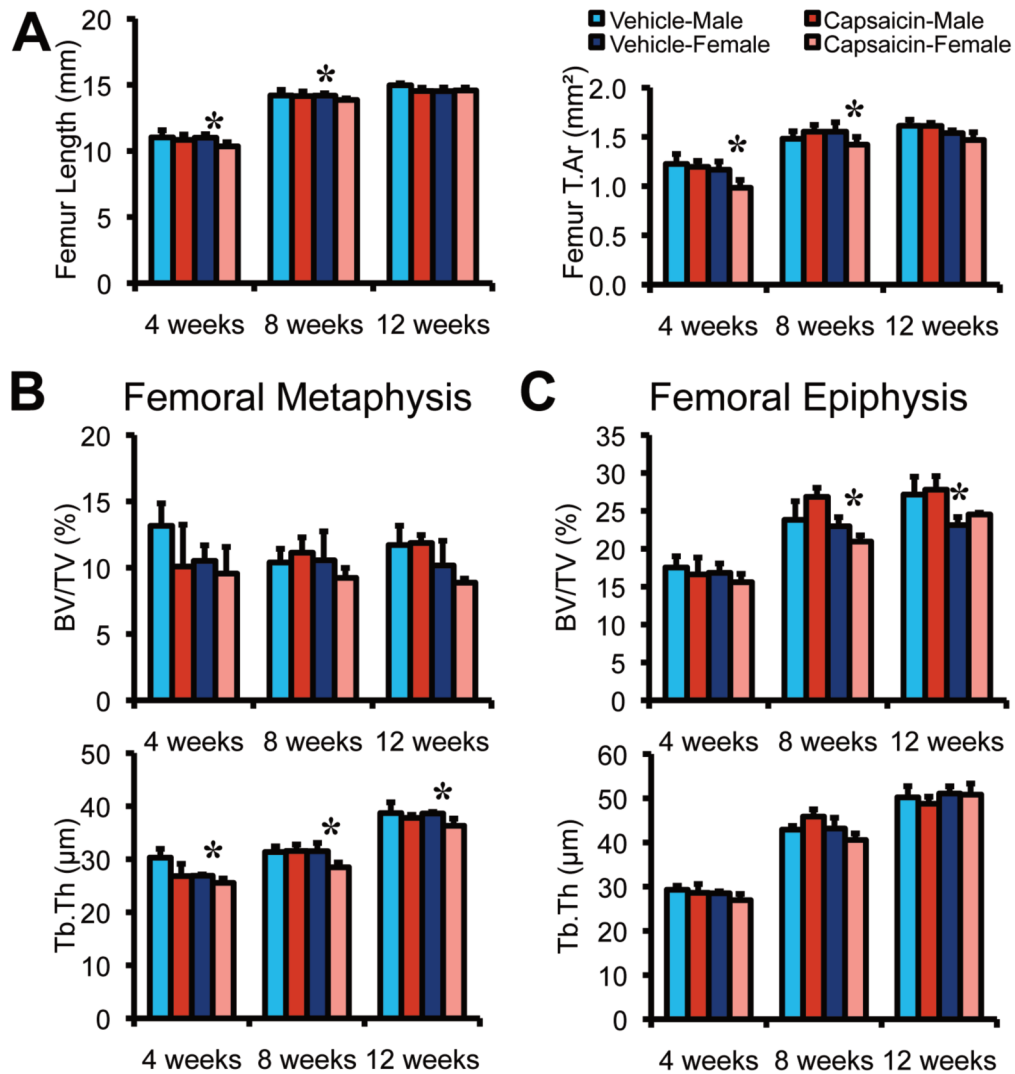 A
Femur Length (mm)
20
15
10
5
0
*
*
4 weeks 8 weeks 12 weeks
Vehicle-Male Capsaicin-Male
Vehicle-Female Capsaicin-Female
Femur T.Ar (mm²)
2.0
1.5
1.0
0.5
0.0
*
*
4 weeks 8 weeks 12 weeks
B Femoral Metaphysis
BV/TV (%)
20
15
10
5
0
4 weeks 8 weeks 12 weeks
Tb.Th (µm)
50
40
30
20
10
0
*
*
*
4 weeks 8 weeks 12 weeks
C Femoral Epiphysis
BV/TV (%)
35
30
25
20
15
10
5
0
*
*
4 weeks 8 weeks 12 weeks
Tb.Th (µm)
60
50
40
30
20
10
0
4 weeks 8 weeks 12 weeks